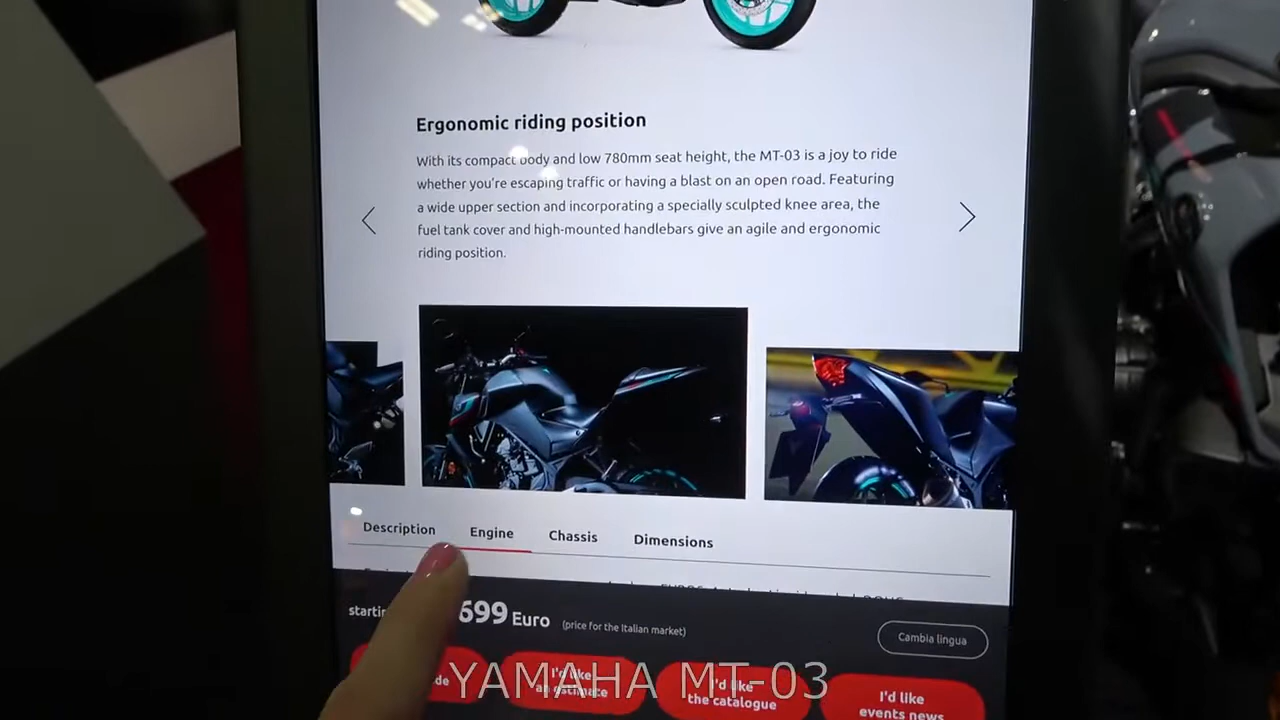 Ergonomic riding position
With its compact body and low 780mm seat height, the MT-03 is a joy to ride
whether you're escaping traffic or having a blast on an open road. Featuring
a wide upper section and incorporating a specially sculpted knee area, the
fuel tank cover and high-mounted handlebars give an agile and ergonomic
riding position.
Description Engine Chassis Dimensions
699 Euro (price for the Italian market)
Cambia lingua
I'd like
an estimate
I'd like
the catalogue
I'd like
events news
YAMAHA MT-03